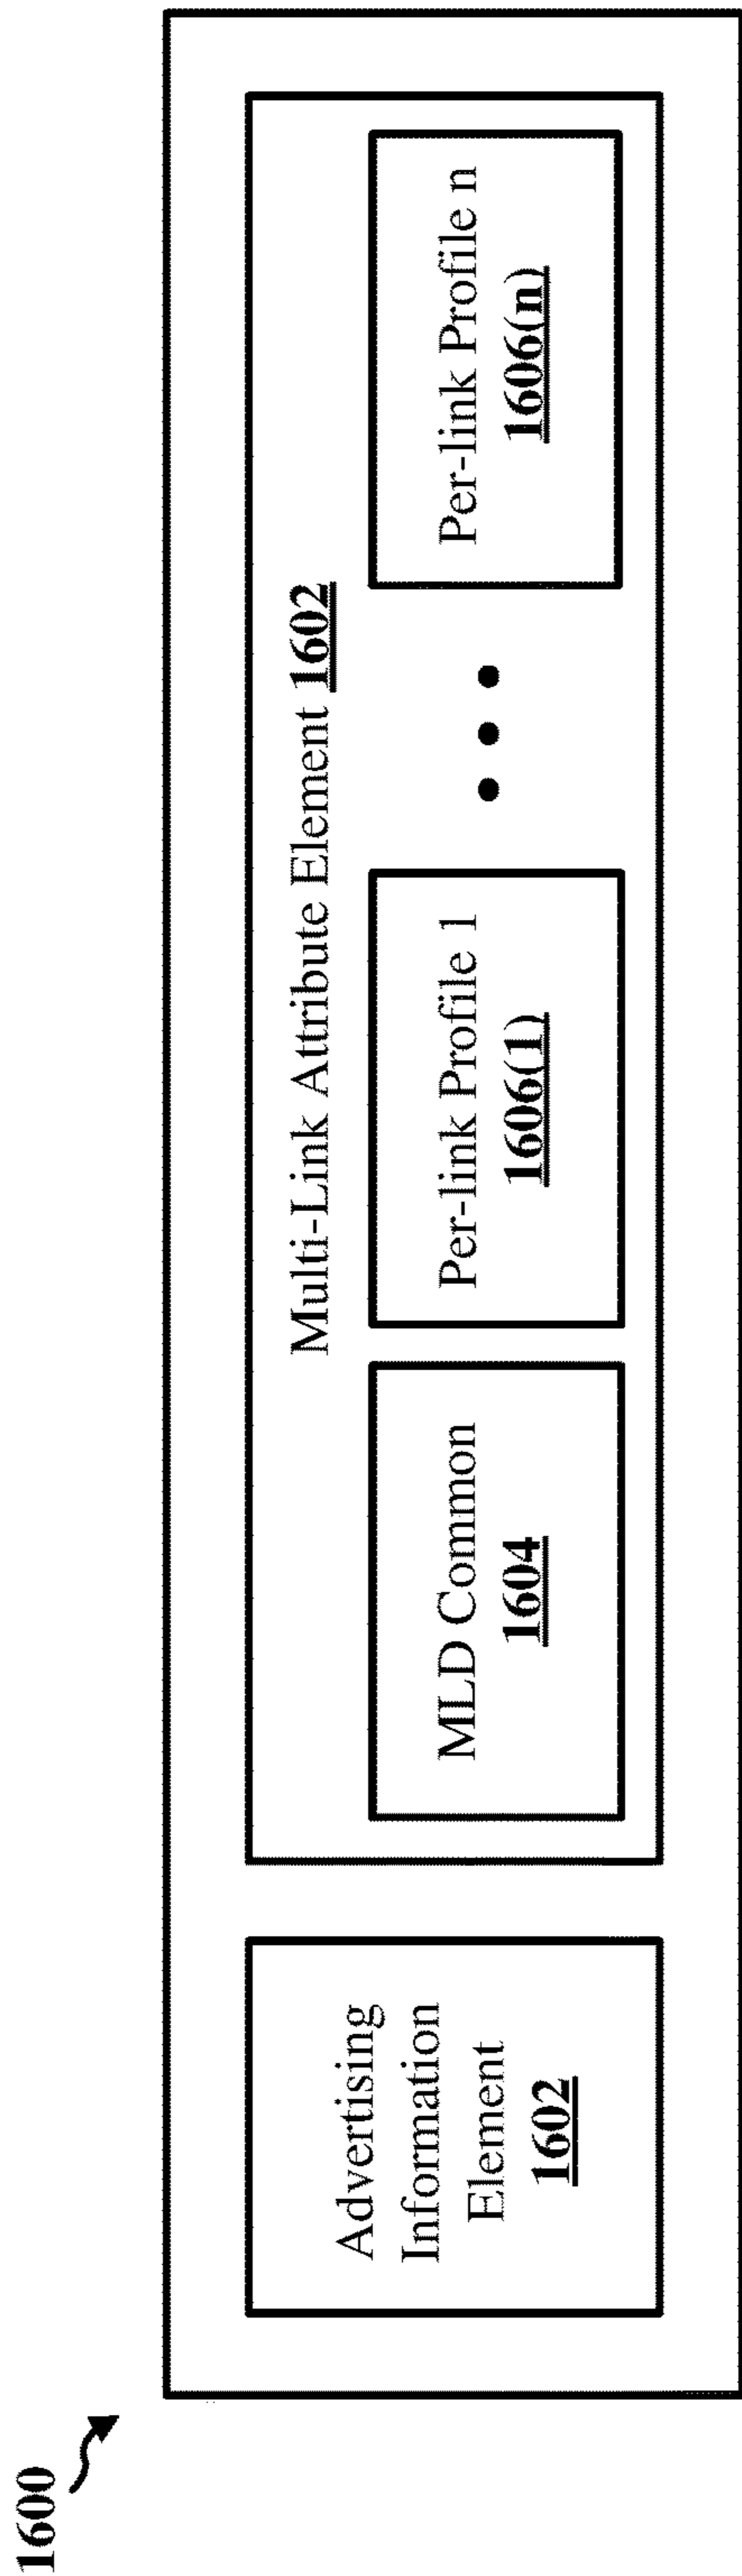 1600
Advertising
Information
Element
1602
Multi-Link Attribute Element 1602
MLD Common
1604
Per-link Profile 1
1606(1)
Per-link Profile n
1606(n)